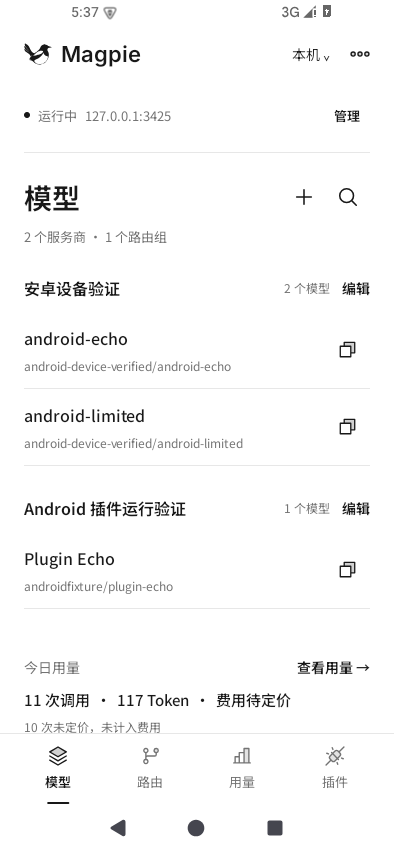 5:37 3G
Magpie 本机
运行中 127.0.0.1:3425 管理
模型
2 个服务商 · 1 个路由组
安卓设备验证 2 个模型 编辑
android-echo
android-device-verified/android-echo
android-limited
android-device-verified/android-limited
Android 插件运行验证 1 个模型 编辑
Plugin Echo
androidfixture/plugin-echo
今日用量 查看用量 →
11 次调用 · 117 Token · 费用待定价
10 次未定价，未计入费用
模型 路由 用量 插件